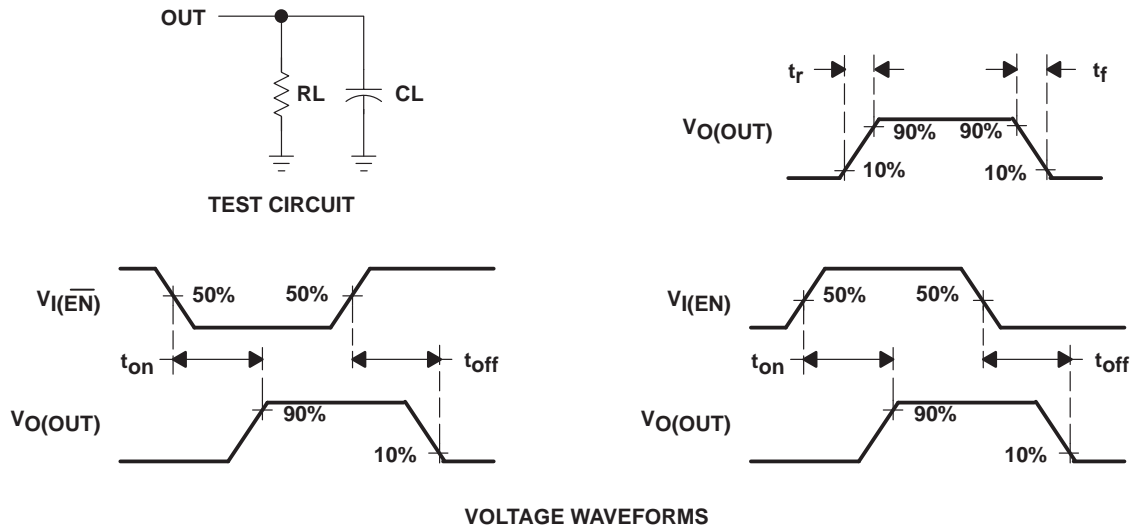 OUT
RL
CL
TEST CIRCUIT
tr
tf
VO(OUT)
90%
90%
10%
10%
VI(E̅N̅)
50%
50%
ton
toff
VO(OUT)
90%
10%
VI(EN)
50%
50%
ton
toff
VO(OUT)
90%
10%
VOLTAGE WAVEFORMS